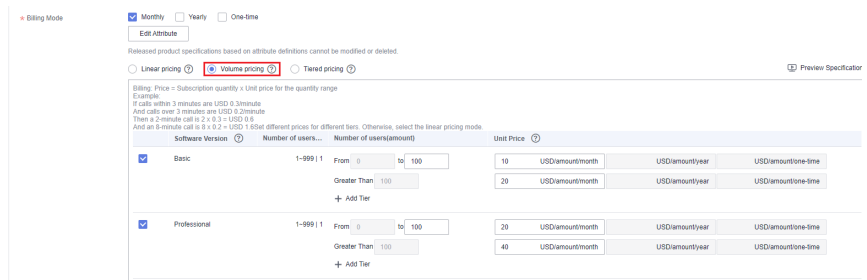 * Billing Mode
Monthly Yearly One-time
Edit Attribute
Released product specifications based on attribute definitions cannot be modified or deleted.
Linear pricing ? Volume pricing ? Tiered pricing ? Preview Specification
Billing: Price = Subscription quantity x Unit price for the quantity range
Example:
If calls within 3 minutes are USD 0.3/minute
And calls over 3 minutes are USD 0.2/minute
Then a 2-minute call is 2 x 0.3 = USD 0.6
And an 8-minute call is 8 x 0.2 = USD 1.6Set different prices for different tiers. Otherwise, select the linear pricing mode.
Software Version ? Number of users... Number of users(amount) Unit Price ?
Basic 1~999 | 1 From 0 to 100 10 USD/amount/month USD/amount/year USD/amount/one-time
Greater Than 100 20 USD/amount/month USD/amount/year USD/amount/one-time
+ Add Tier
Professional 1~999 | 1 From 0 to 100 20 USD/amount/month USD/amount/year USD/amount/one-time
Greater Than 100 40 USD/amount/month USD/amount/year USD/amount/one-time
+ Add Tier